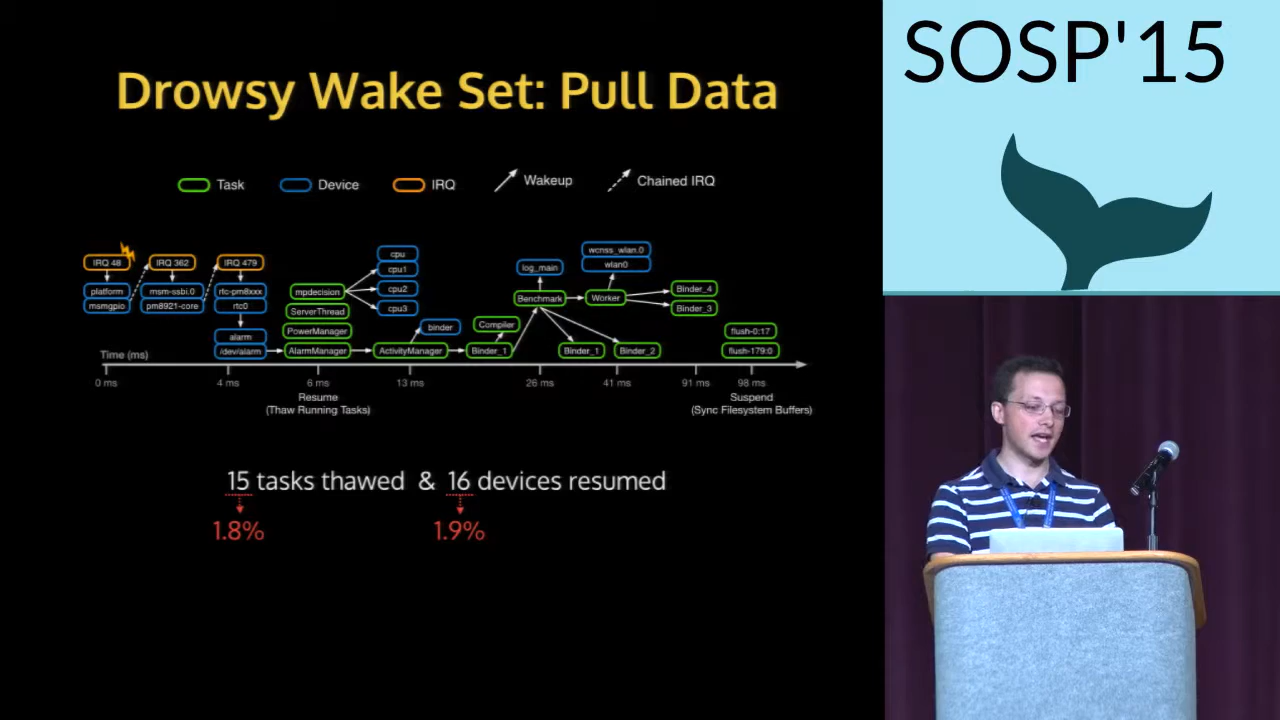 SOSP'15
Drowsy Wake Set: Pull Data
Task
Device
IRQ
Wakeup
Chained IRQ
IRQ 48
IRQ 362
IRQ 479
platform
msmgpio
msm-ssbi.0
pm8921-core
rtc-pm8xxx
rtc0
alarm
/dev/alarm
mpdecision
ServerThread
PowerManager
AlarmManager
cpu
cpu1
cpu2
cpu3
binder
ActivityManager
Compiler
Binder_1
log_main
Benchmark
Binder_1
Binder_2
wcnss_wlan.0
wlan0
Worker
Binder_4
Binder_3
flush-0:17
flush-179:0
Time (ms)
0 ms
4 ms
6 ms
13 ms
26 ms
41 ms
91 ms
98 ms
Resume
(Thaw Running Tasks)
Suspend
(Sync Filesystem Buffers)
15 tasks thawed & 16 devices resumed
1.8%
1.9%